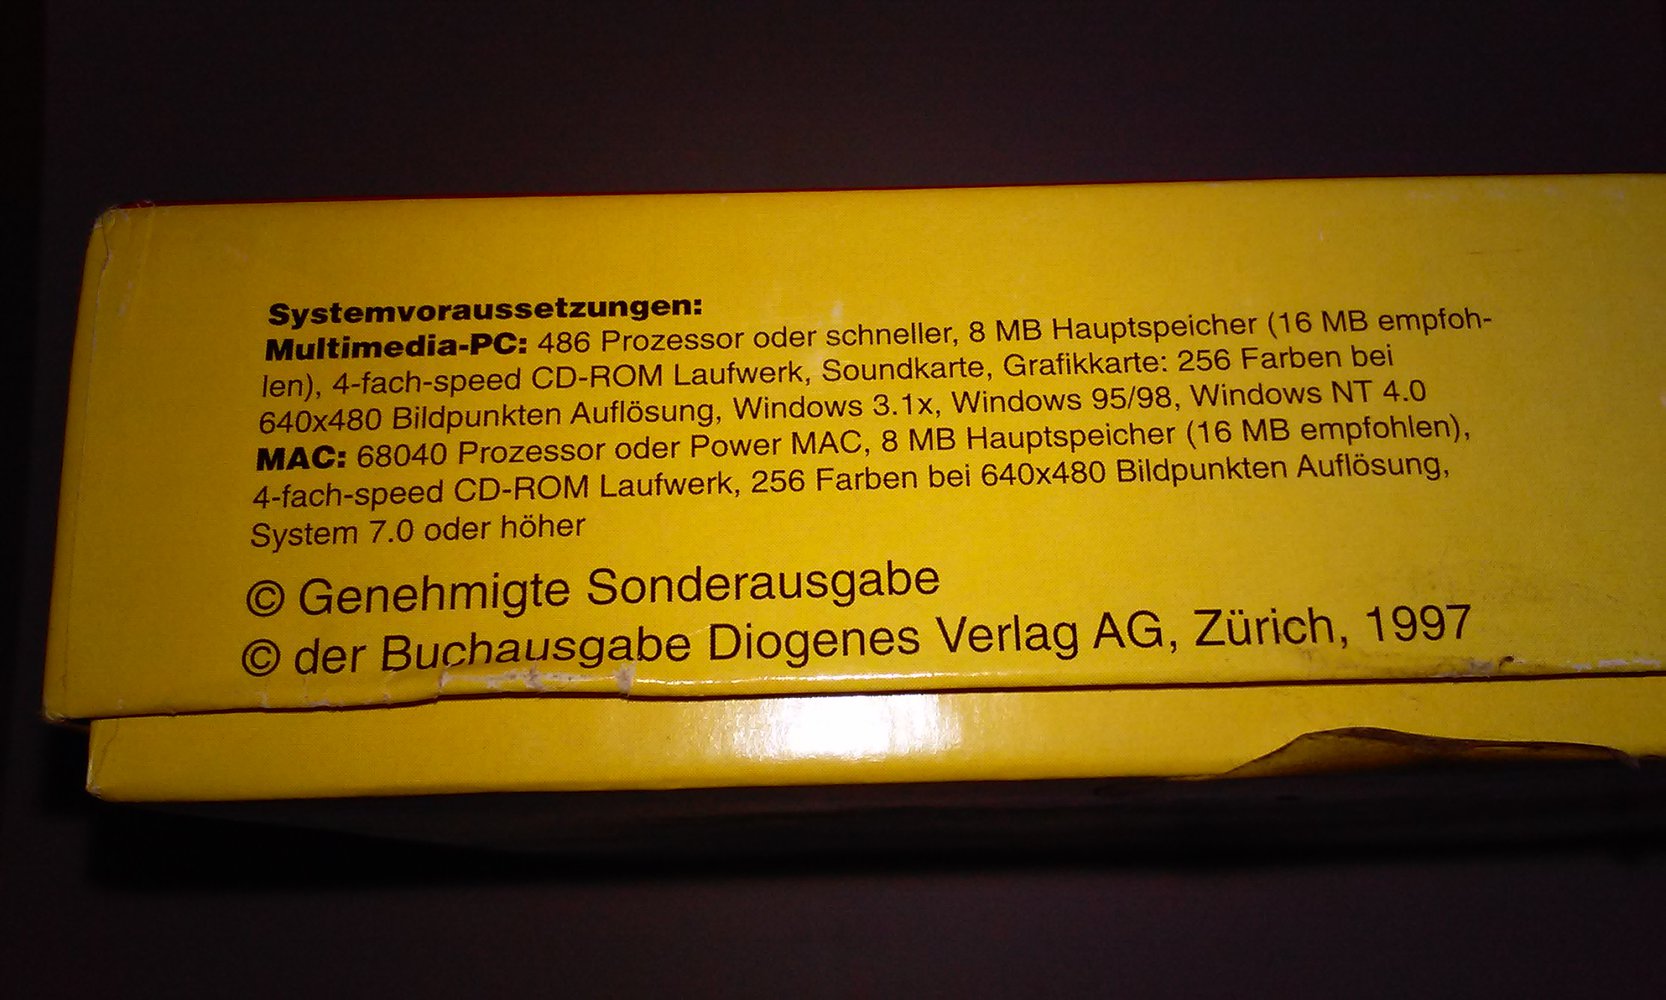 Systemvoraussetzungen:
Multimedia-PC: 486 Prozessor oder schneller, 8 MB Hauptspeicher (16 MB empfoh-
len), 4-fach-speed CD-ROM Laufwerk, Soundkarte, Grafikkarte: 256 Farben bei
640x480 Bildpunkten Auflösung, Windows 3.1x, Windows 95/98, Windows NT 4.0
MAC: 68040 Prozessor oder Power MAC, 8 MB Hauptspeicher (16 MB empfohlen),
4-fach-speed CD-ROM Laufwerk, 256 Farben bei 640x480 Bildpunkten Auflösung,
System 7.0 oder höher
© Genehmigte Sonderausgabe
© der Buchausgabe Diogenes Verlag AG, Zürich, 1997